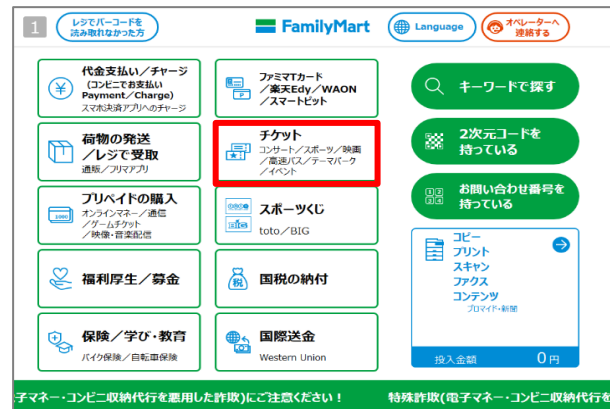 1
レジでバーコードを
読み取れなかった方
FamilyMart
Language
オペレーターへ
連絡する
代金支払い／チャージ
(コンビニでお支払い
Payment／Charge)
スマホ決済アプリへのチャージ
ファミマTカード
／楽天Edy／WAON
／スマートピット
キーワードで探す
荷物の発送
／レジで受取
通販／フリマアプリ
チケット
コンサート／スポーツ／映画
／高速バス／テーマパーク
／イベント
2次元コードを
持っている
プリペイドの購入
オンラインマネー／通信
／ゲームチケット
／映像・音楽配信
スポーツくじ
toto／BIG
お問い合わせ番号を
持っている
福利厚生／募金
国税の納付
税
コピー
プリント
スキャン
ファクス
コンテンツ
ブロマイド・新聞
保険／学び・教育
バイク保険／自転車保険
国際送金
Western Union
投入金額 0円
子マネー・コンビニ収納代行を悪用した詐欺)にご注意ください！ 特殊詐欺(電子マネー・コンビニ収納代行を